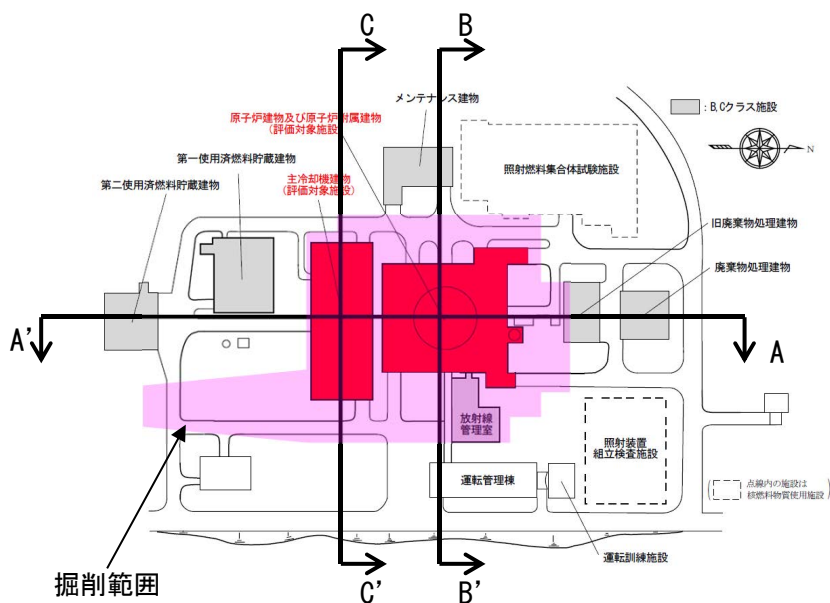 C
B
メンテナンス建物
:B,Cクラス施設
原子炉建物及び原子炉附属建物
(評価対象施設)
N
第一使用済燃料貯蔵建物
照射燃料集合体試験施設
主冷却機建物
(評価対象施設)
第二使用済燃料貯蔵建物
旧廃棄物処理建物
廃棄物処理建物
A'
A
放射線
管理室
照射装置
組立検査施設
運転管理棟
点線内の施設は
核燃料物質使用施設
運転訓練施設
掘削範囲
C'
B'